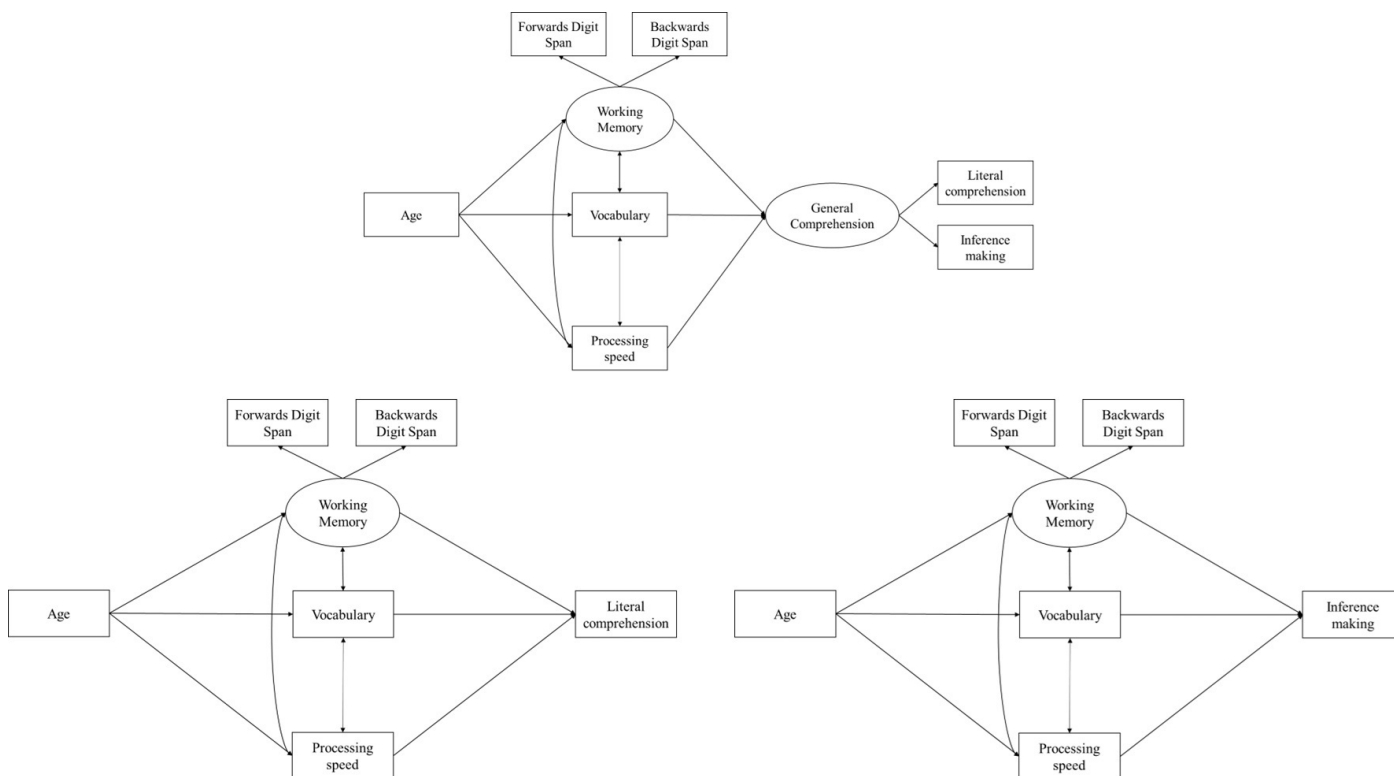 Forwards Digit
Span
Backwards
Digit Span
Working
Memory
Age
Vocabulary
General
Comprehension
Literal
comprehension
Inference
making
Processing
speed
Forwards Digit
Span
Backwards
Digit Span
Working
Memory
Age
Vocabulary
Literal
comprehension
Processing
speed
Forwards Digit
Span
Backwards
Digit Span
Working
Memory
Age
Vocabulary
Inference
making
Processing
speed